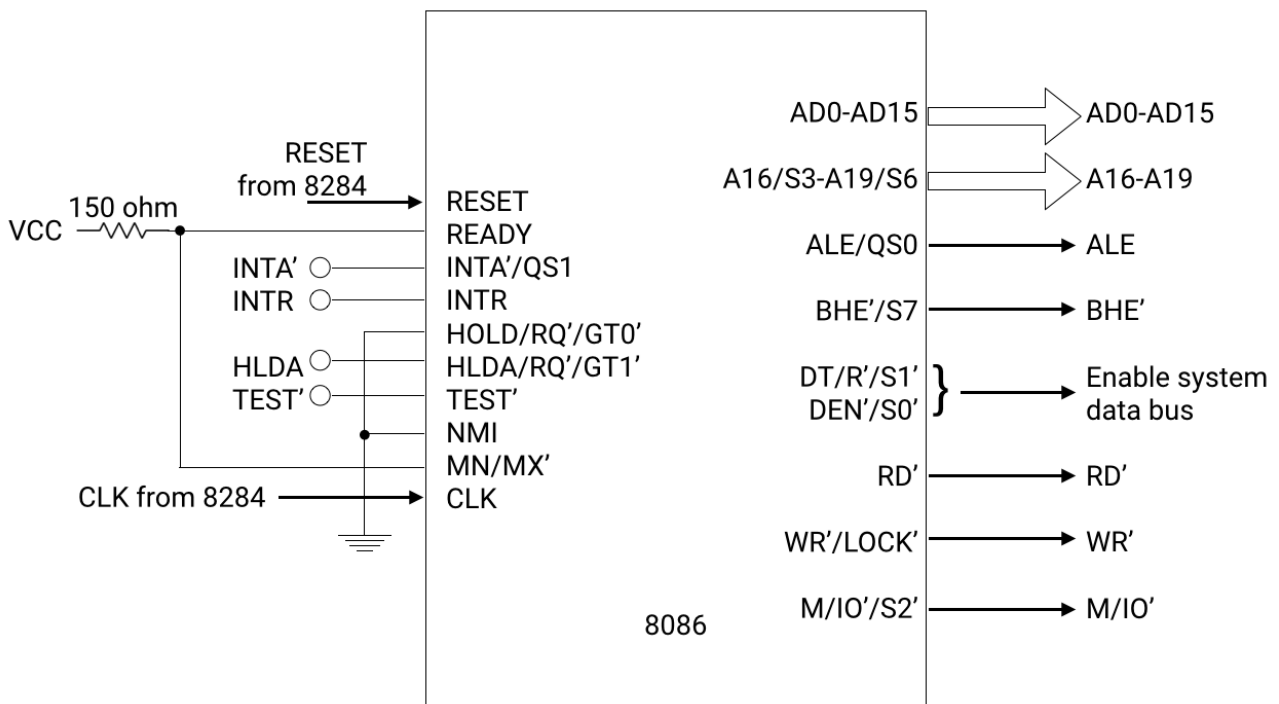 RESET
from 8284
150 ohm
VCC
INTA’
INTR
HLDA
TEST’
CLK from 8284
RESET
READY
INTA’/QS1
INTR
HOLD/RQ’/GT0’
HLDA/RQ’/GT1’
TEST’
NMI
MN/MX’
CLK
8086
AD0-AD15
A16/S3-A19/S6
ALE/QS0
BHE’/S7
DT/R’/S1’
DEN’/S0’
}
RD’
WR’/LOCK’
M/IO’/S2’
AD0-AD15
A16-A19
ALE
BHE’
Enable system
data bus
RD’
WR’
M/IO’